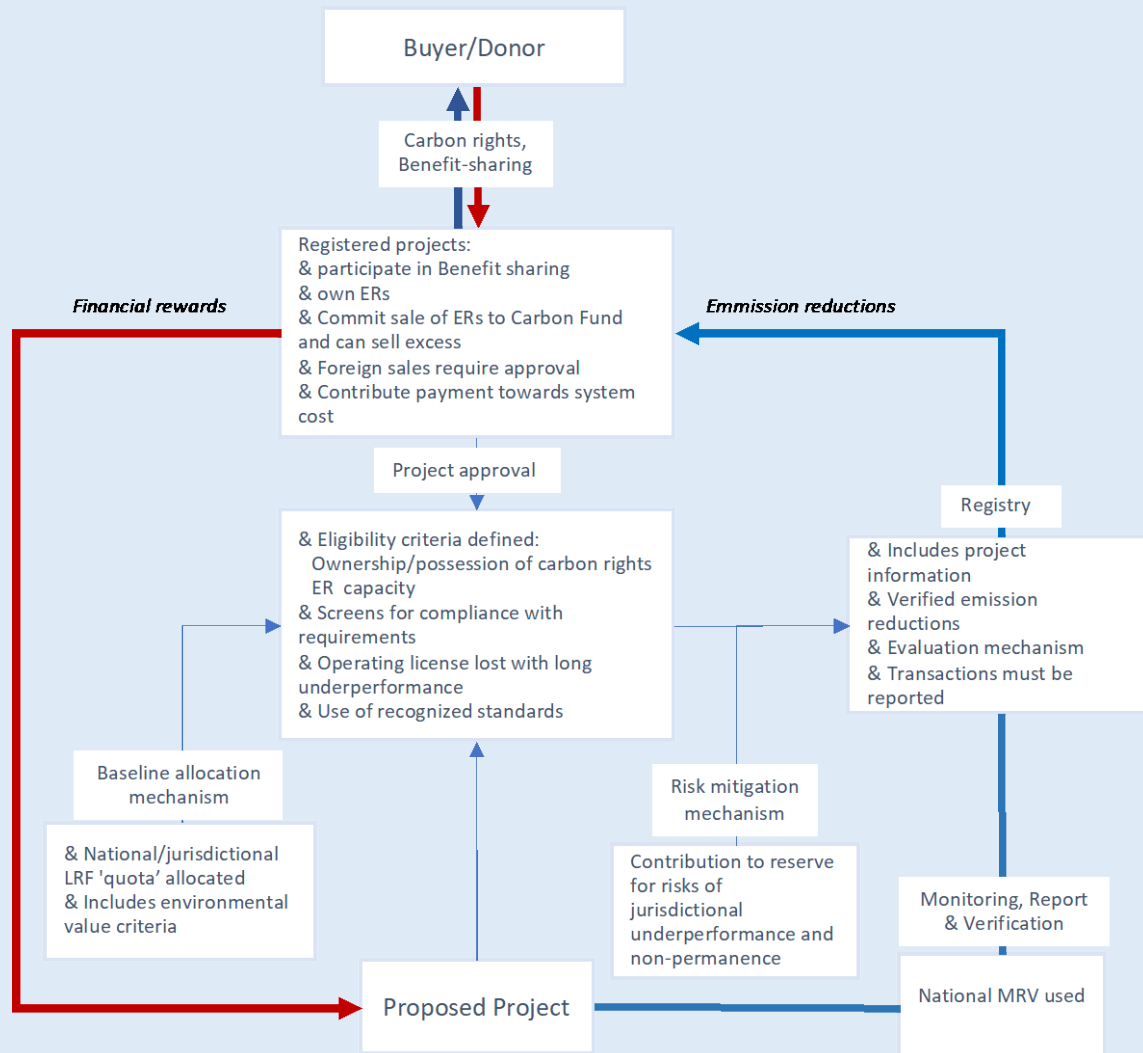 Buyer/Donor
Carbon rights,
Benefit-sharing
Registered projects:
& participate in Benefit sharing
& own ERs
& Commit sale of ERs to Carbon Fund
and can sell excess
& Foreign sales require approval
& Contribute payment towards system
cost
Financial rewards
Emmission reductions
Project approval
Registry
& Eligibility criteria defined:
Ownership/possession of carbon rights
ER capacity
& Screens for compliance with
requirements
& Operating license lost with long
underperformance
& Use of recognized standards
& Includes project
information
& Verified emission
reductions
& Evaluation mechanism
& Transactions must be
reported
Baseline allocation
mechanism
& National/jurisdictional
LRF 'quota’ allocated
& Includes environmental
value criteria
Risk mitigation
mechanism
Contribution to reserve
for risks of
jurisdictional
underperformance and
non-permanence
Monitoring, Report
& Verification
National MRV used
Proposed Project